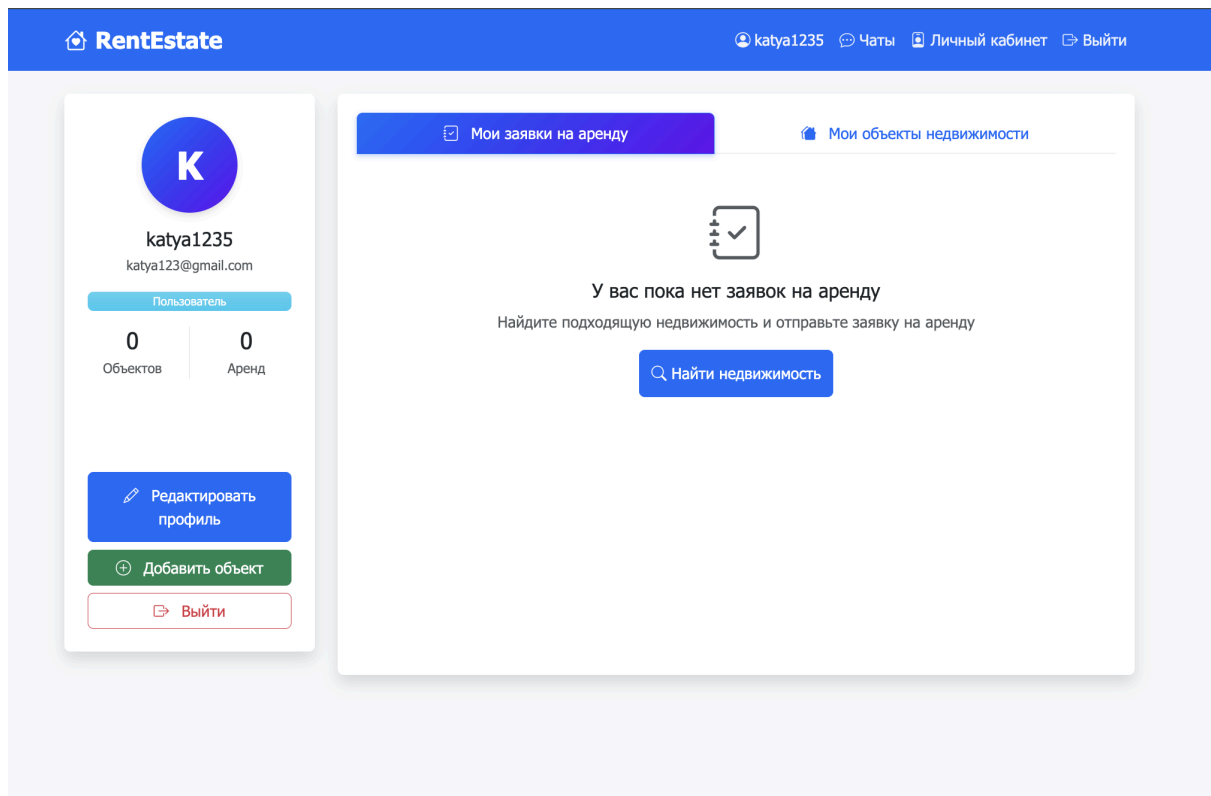 RentEstate
katya1235 Чаты Личный кабинет Выйти
K
katya1235
katya123@gmail.com
Пользователь
0 0
Объектов Аренд
Редактировать
профиль
Добавить объект
Выйти
Мои заявки на аренду Мои объекты недвижимости
У вас пока нет заявок на аренду
Найдите подходящую недвижимость и отправьте заявку на аренду
Найти недвижимость